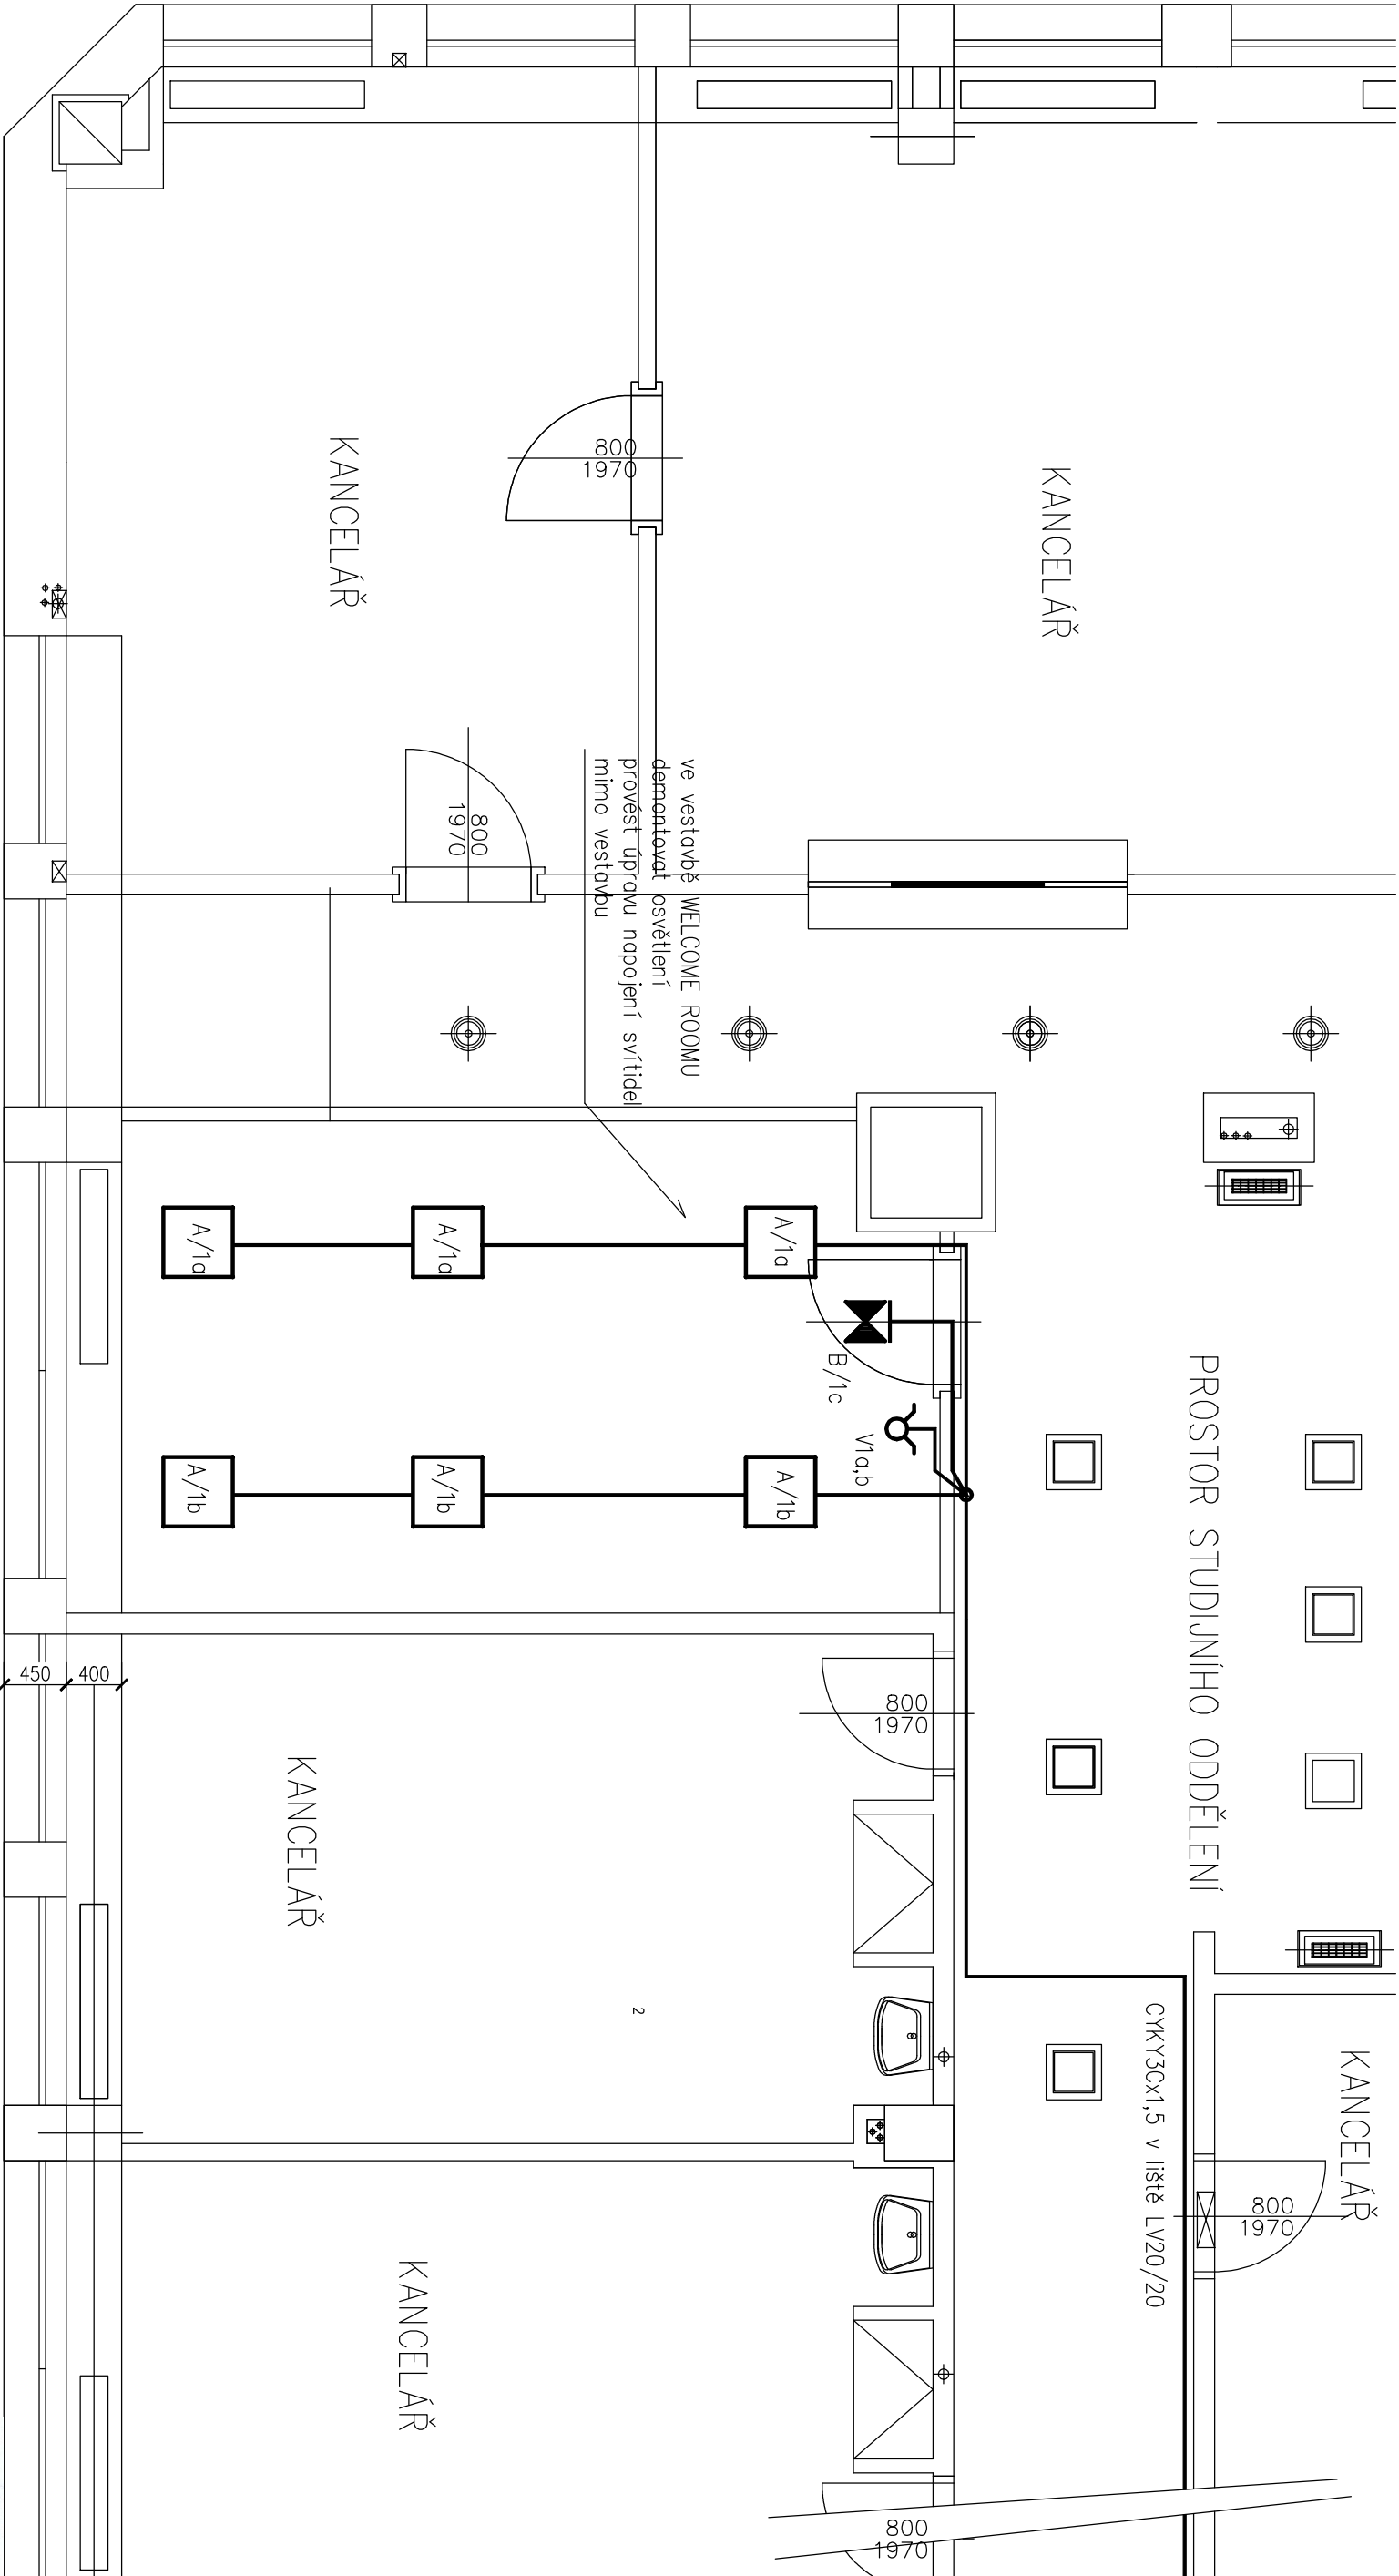 KANCELÁŘ
KANCELÁŘ
800
1970
800
1970
ve vestavbě WELCOME ROOMU
demontovat osvětlení
provést úpravu napojení svítidel
mimo vestavbu
A/1a
A/1a
A/1a
B/1c
V1a,b
A/1b
A/1b
A/1b
PROSTOR STUDIJNÍHO ODDĚLENÍ
450
400
800
1970
KANCELÁŘ
2
CYKY3Cx1,5 v liště LV20/20
KANCELÁŘ
800
1970
KANCELÁŘ
800
1970